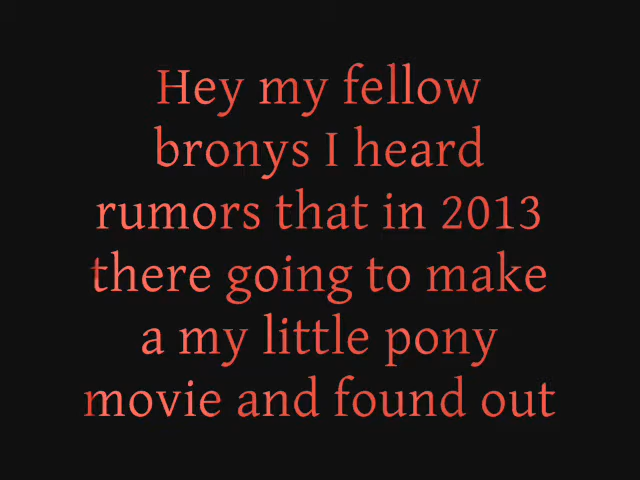 Hey my fellow
bronys I heard
rumors that in 2013
there going to make
a my little pony
movie and found out